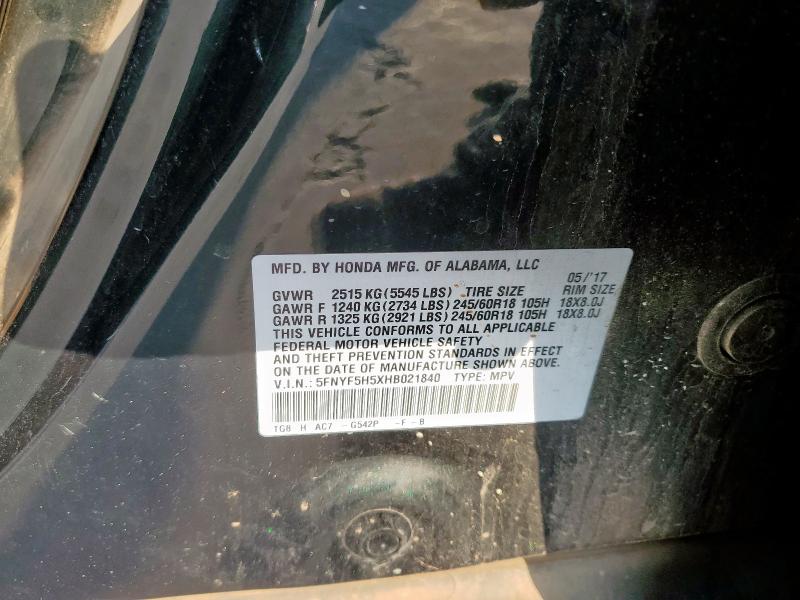 MFD. BY HONDA MFG. OF ALABAMA, LLC
05/'17
GVWR 2515 KG (5545 LBS) TIRE SIZE RIM SIZE
GAWR F 1240 KG (2734 LBS) 245/60R18 105H 18X8.0J
GAWR R 1325 KG (2921 LBS) 245/60R18 105H 18X8.0J
THIS VEHICLE CONFORMS TO ALL APPLICABLE
FEDERAL MOTOR VEHICLE SAFETY
AND THEFT PREVENTION STANDARDS IN EFFECT
ON THE DATE OF MANUFACTURE SHOWN ABOVE.
V.I.N.: 5FNYF5H5XHB021840 TYPE: MPV
TG8 H AC7 -G542P -F -B